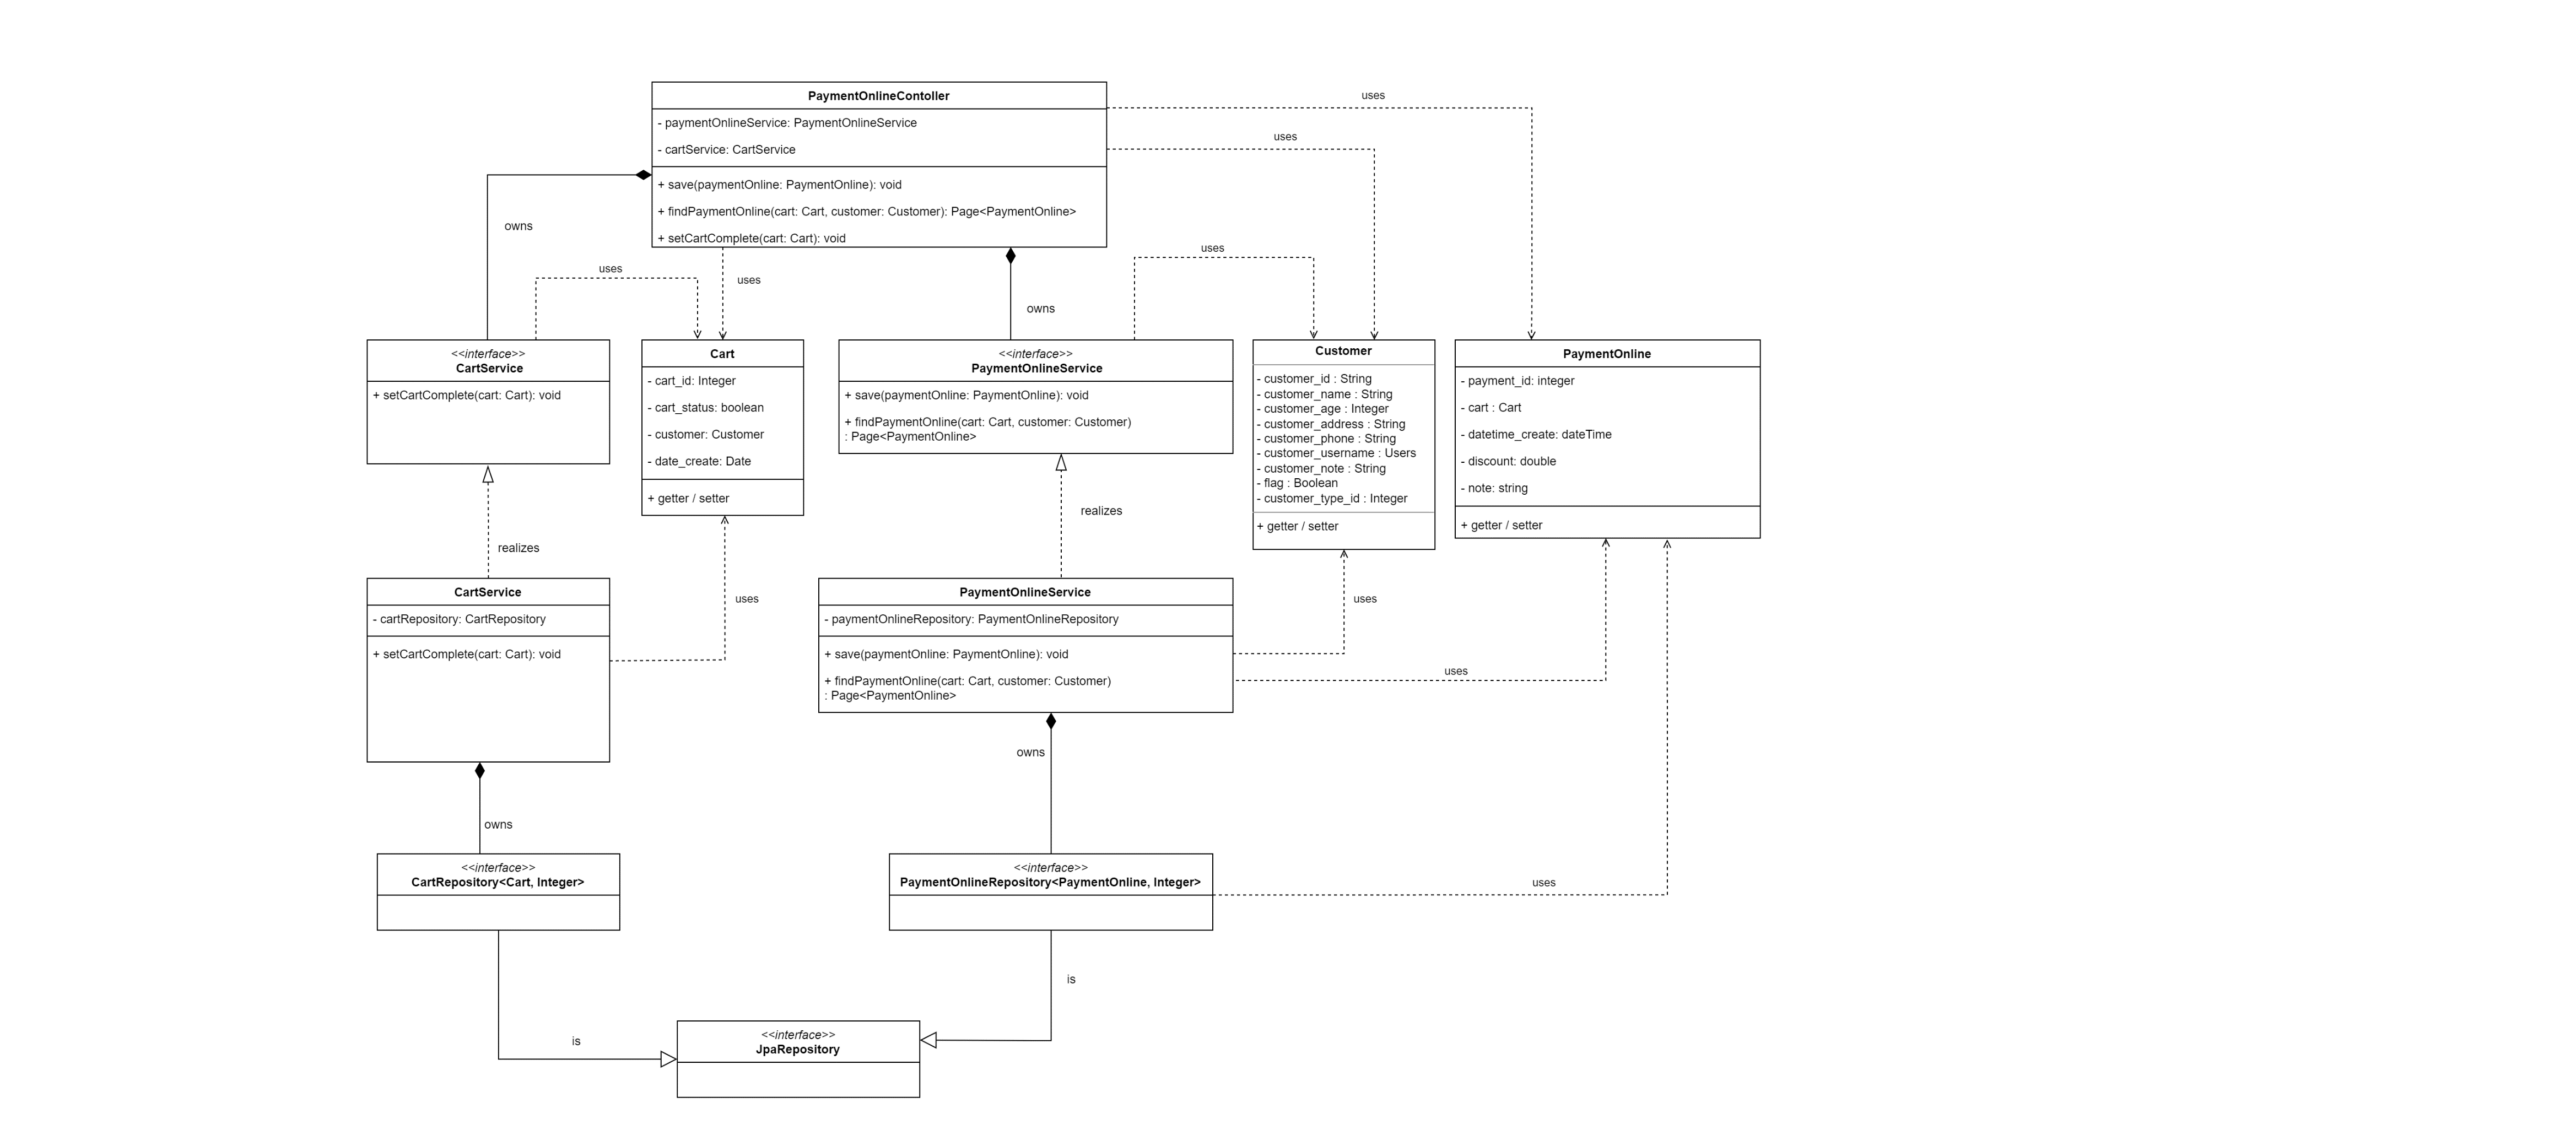 PaymentOnlineContoller
- paymentOnlineService: PaymentOnlineService
- cartService: CartService
+ save(paymentOnline: PaymentOnline): void
+ findPaymentOnline(cart: Cart, customer: Customer): Page<PaymentOnline>
+ setCartComplete(cart: Cart): void
uses
uses
owns
uses
uses
owns
uses
<<interface>>
CartService
+ setCartComplete(cart: Cart): void
Cart
- cart_id: Integer
- cart_status: boolean
- customer: Customer
- date_create: Date
+ getter / setter
<<interface>>
PaymentOnlineService
+ save(paymentOnline: PaymentOnline): void
+ findPaymentOnline(cart: Cart, customer: Customer)
: Page<PaymentOnline>
Customer
- customer_id : String
- customer_name : String
- customer_age : Integer
- customer_address : String
- customer_phone : String
- customer_username : Users
- customer_note : String
- flag : Boolean
- customer_type_id : Integer
+ getter / setter
PaymentOnline
- payment_id: integer
- cart : Cart
- datetime_create: dateTime
- discount: double
- note: string
+ getter / setter
realizes
realizes
CartService
- cartRepository: CartRepository
+ setCartComplete(cart: Cart): void
uses
PaymentOnlineService
- paymentOnlineRepository: PaymentOnlineRepository
+ save(paymentOnline: PaymentOnline): void
+ findPaymentOnline(cart: Cart, customer: Customer)
: Page<PaymentOnline>
uses
uses
owns
owns
<<interface>>
CartRepository<Cart, Integer>
<<interface>>
PaymentOnlineRepository<PaymentOnline, Integer>
uses
is
is
<<interface>>
JpaRepository